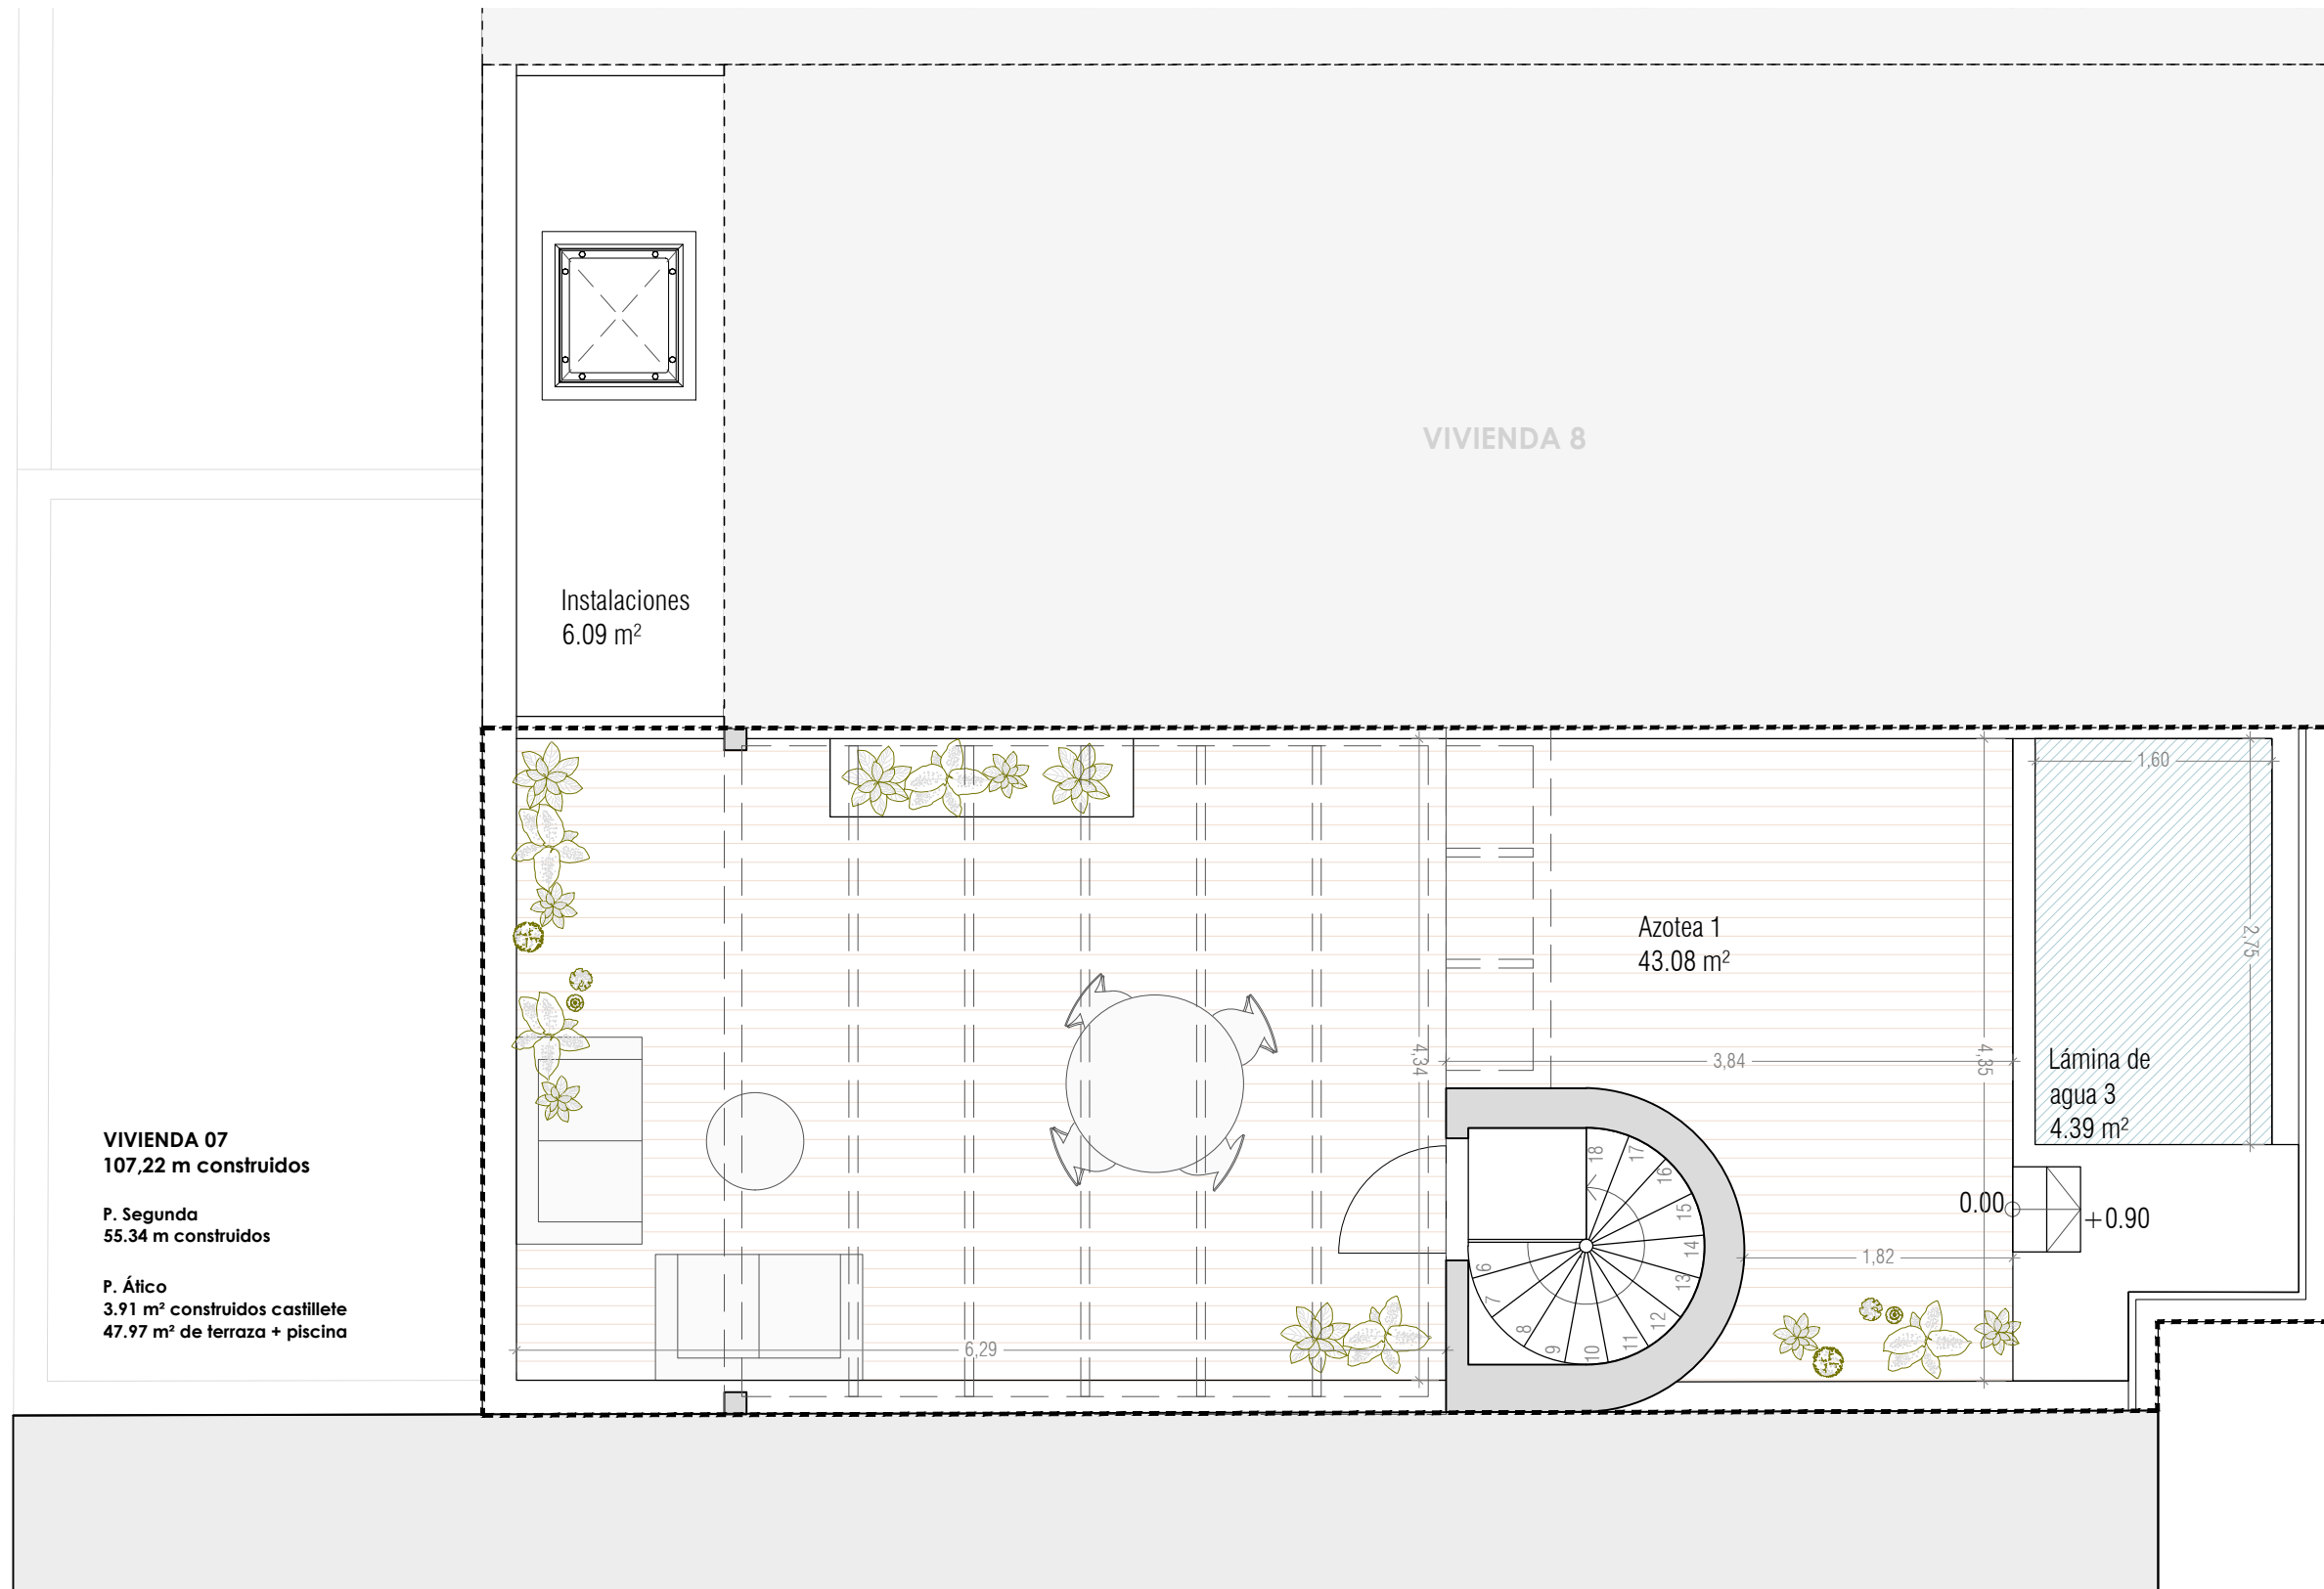 VIVIENDA 8
Instalaciones
6.09 m²
1,60
Azotea 1
43.08 m²
2,75
4,34
3,84
4,35
Lámina de
agua 3
4.39 m²
VIVIENDA 07
107,22 m construidos
P. Segunda
55.34 m construidos
P. Ático
3.91 m² construidos castillete
47.97 m² de terraza + piscina
18
17
16
15
14
13
12
11
10
9
8
7
6
0.00
+0.90
1,82
6,29